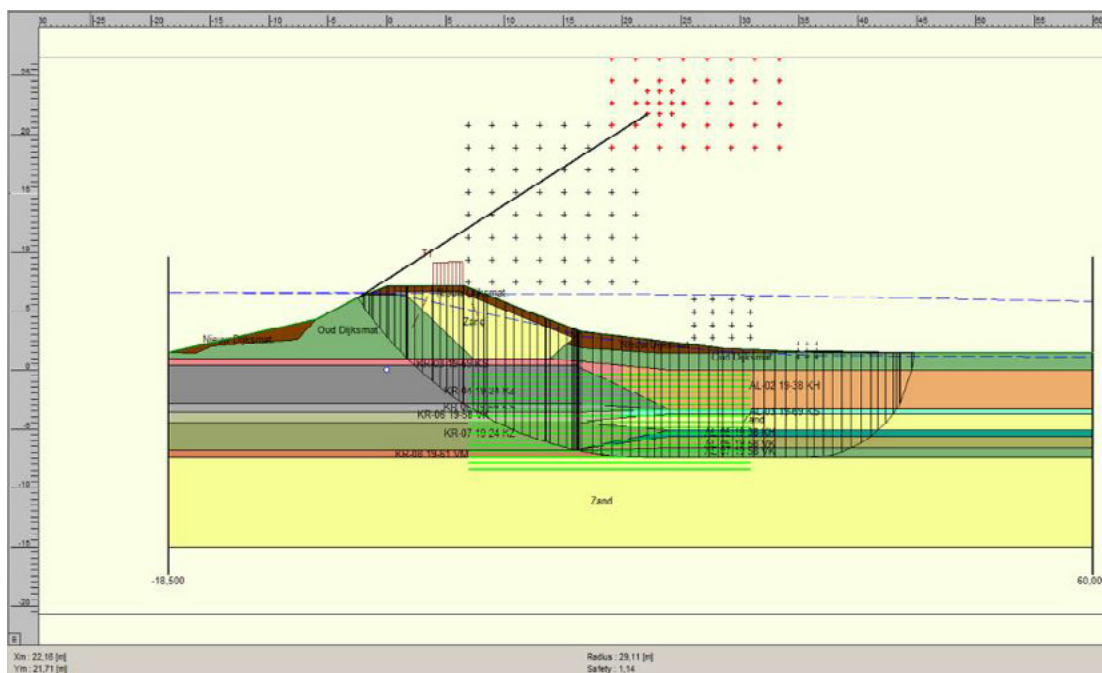 30 -25 -20 -15 -10 -5 0 5 10 15 20 25 30 35 40 45 50 55 60
25
20
15
10
5
0
-5
-10
-15
-20
Nieuw Dijksmat
Oud Dijksmat
Zand
Oud Dijksmat
KR-04 19-24 KZ
AL-02 19-38 KH
AL-03 19-69 KS
Zand
KR-06 19-58 VK
KR-07 19-24 KZ
KR-08 19-51 VM
Zand
-18,500
60,00
Xm : 22,16 [m]
Radius : 29,11 [m]
Ym : 21,71 [m]
Safety : 1,14